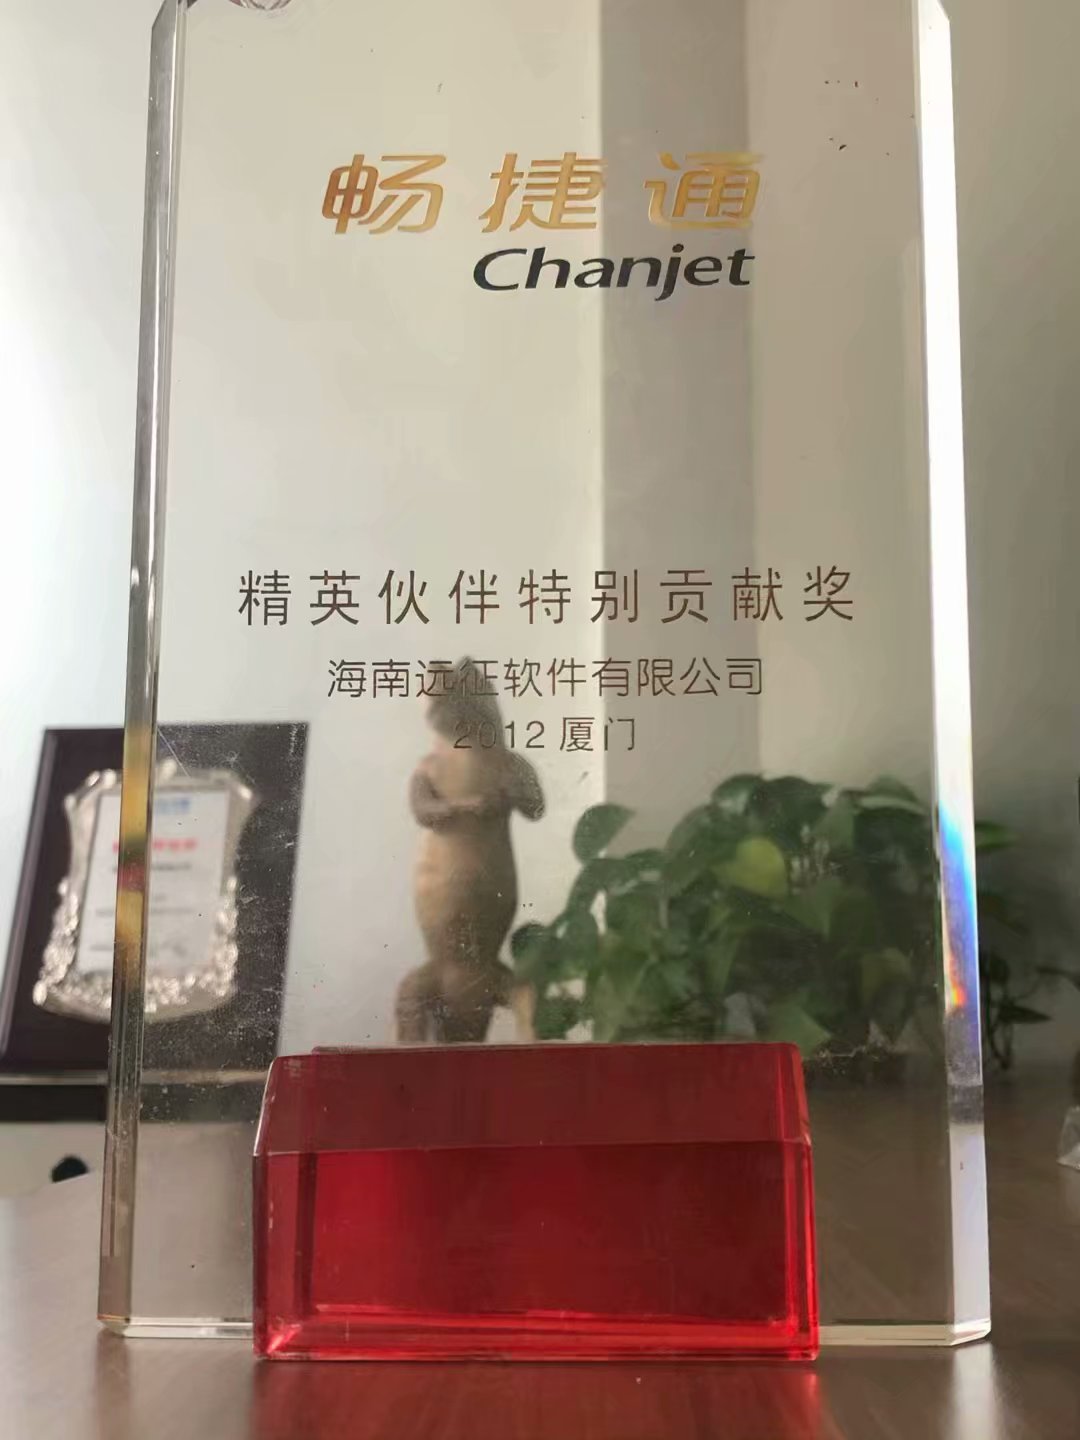 畅捷通
Chanjet
精英伙伴特别贡献奖
海南远征软件有限公司
2012 厦门